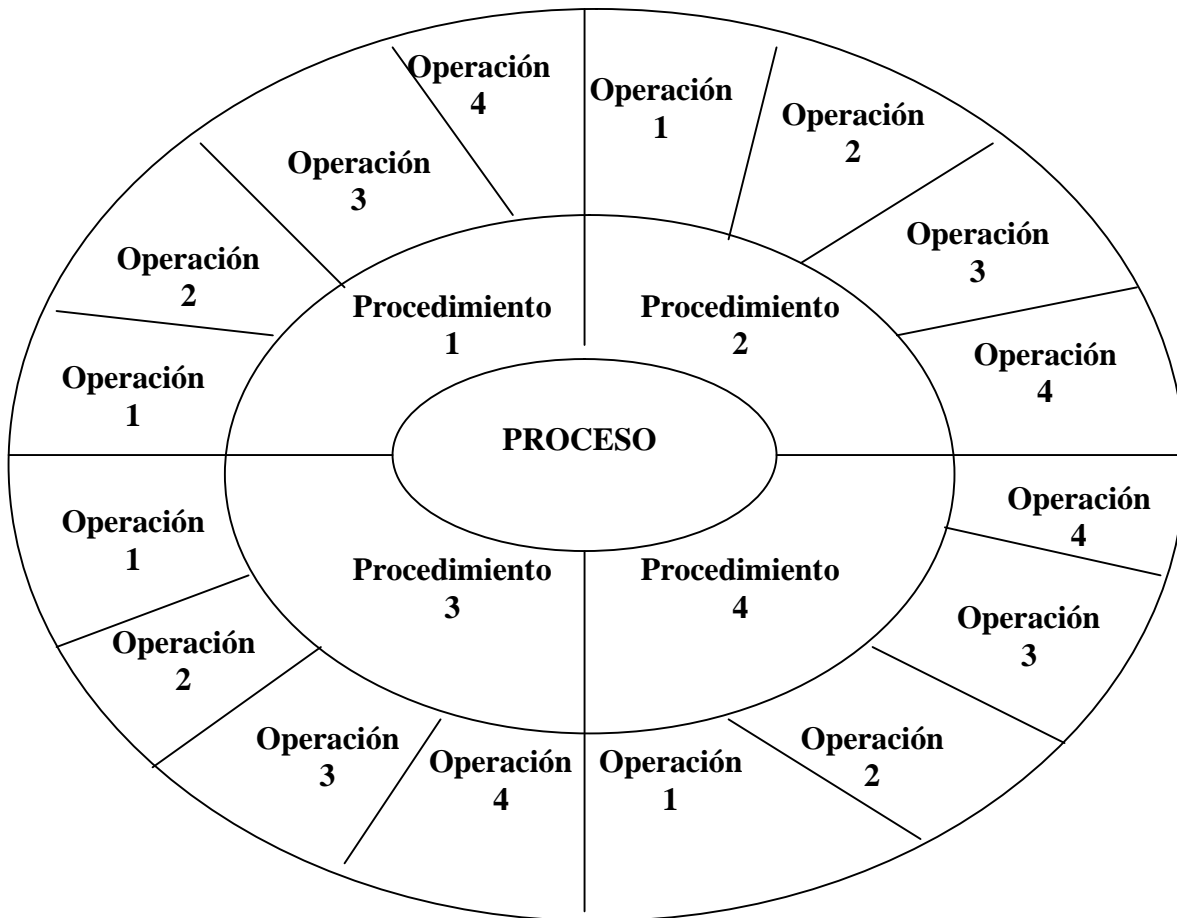 Operación
4
Operación
1
Operación
2
Operación
3
Operación
3
Operación
2
Operación
4
Operación
1
Procedimiento
1
Procedimiento
2
PROCESO
Procedimiento
3
Procedimiento
4
Operación
1
Operación
4
Operación
2
Operación
3
Operación
3
Operación
4
Operación
1
Operación
2